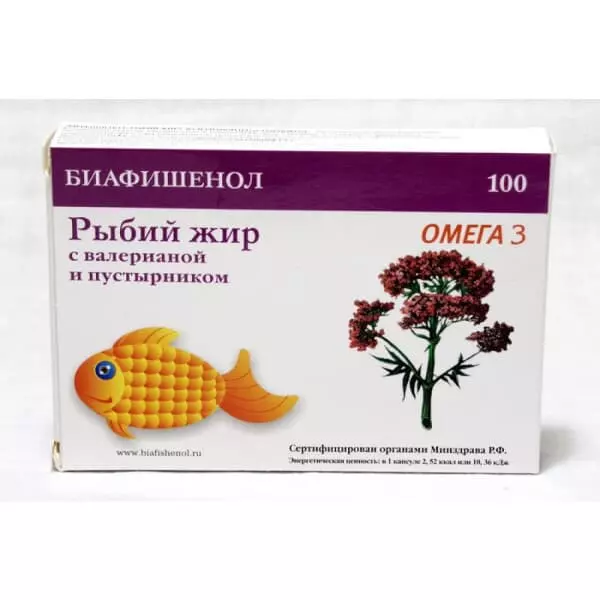 БИАФИШЕНОЛ 100
Рыбий жир
с валерианой
и пустырником
ОМЕГА 3
www.biafishenol.ru
Сертифицирован органами Минздрава Р.Ф.
Энергетическая ценность: в 1 капсуле 2, 52 ккал или 10, 36 кДж